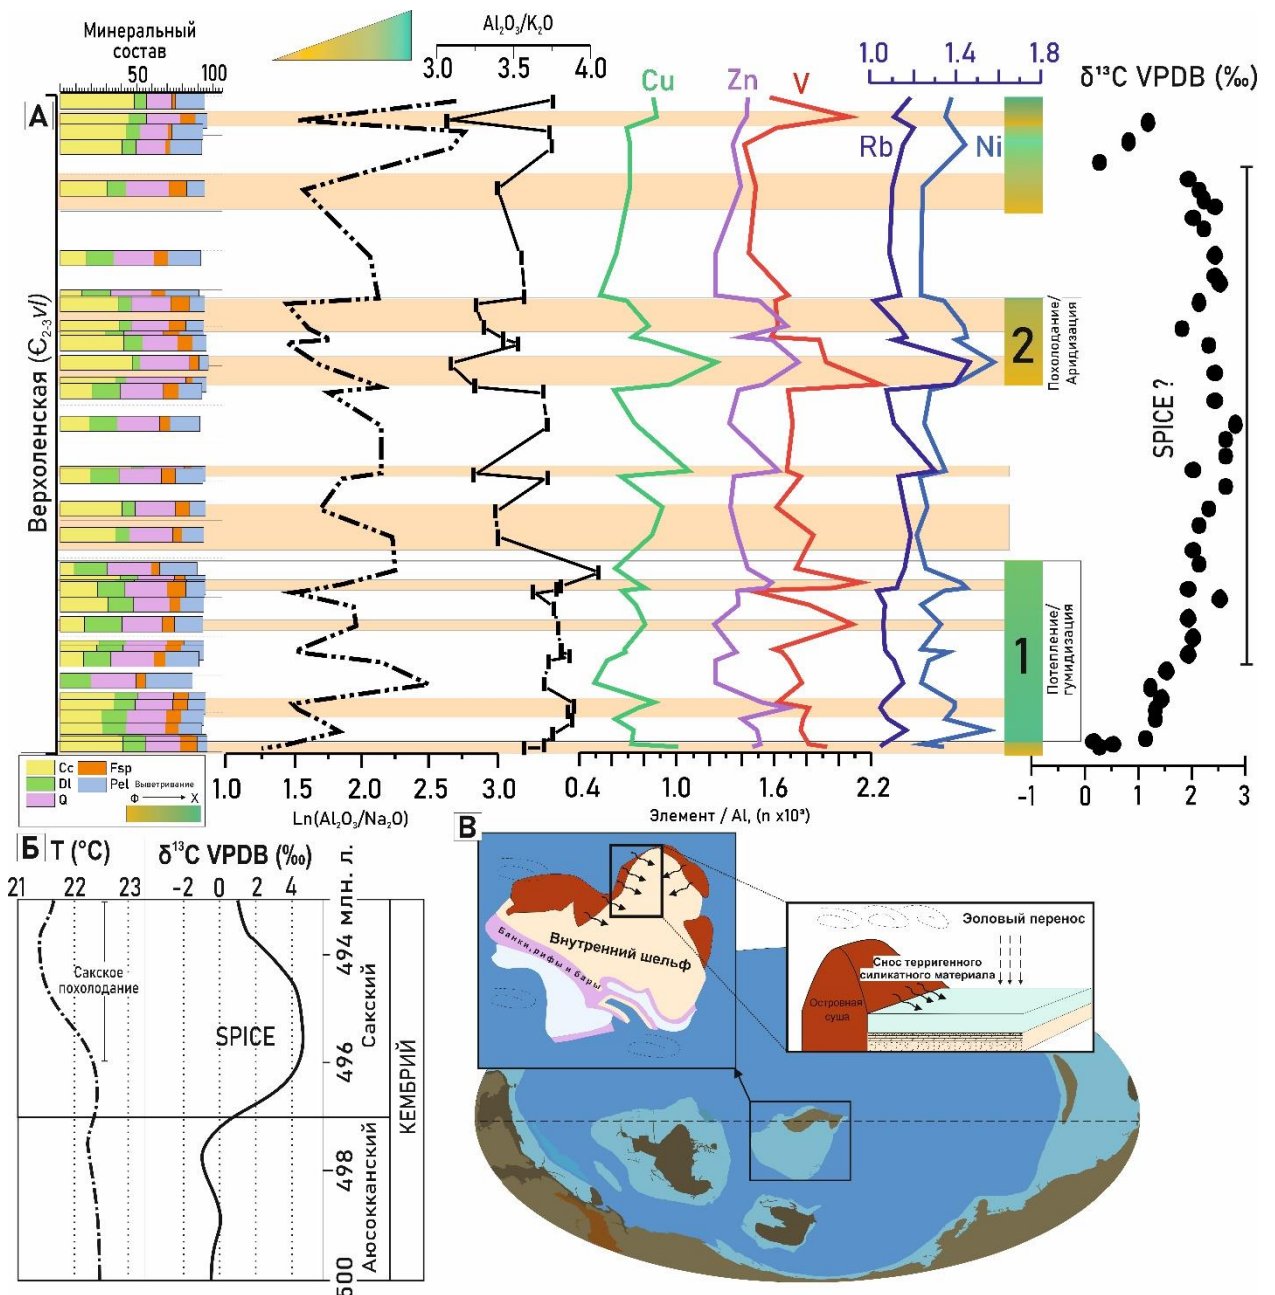 Минеральный
состав
50 100
Al₂O₃/K₂O
3.0 3.5 4.0
1.0 1.4 1.8
δ¹³C VPDB (‰)
А
Cu
Zn
V
Rb
Ni
Верхоленская (Є₂₋₃vl)
2
Похолодание/
Аридизация
SPICE ?
1
Потепление/
гумидизация
Cc Fsp
Dl Pel
Q
Выветривание
Ф → Х
1.0 1.5 2.0 2.5 3.0
Ln(Al₂O₃/Na₂O)
0.4 1.0 1.6 2.2
Элемент / Al, (n x10³)
-1 0 1 2 3
Б
T (°C)
21 22 23
δ¹³C VPDB (‰)
-2 0 2 4
млн. л.
494
496
498
500
Сакское
похолодание
SPICE
Сакский
Аюсокканский
КЕМБРИЙ
В
Внутренний шельф
Банки, рифы и бары
Эоловый перенос
Снос терригенного
силикатного материала
Островная
суша